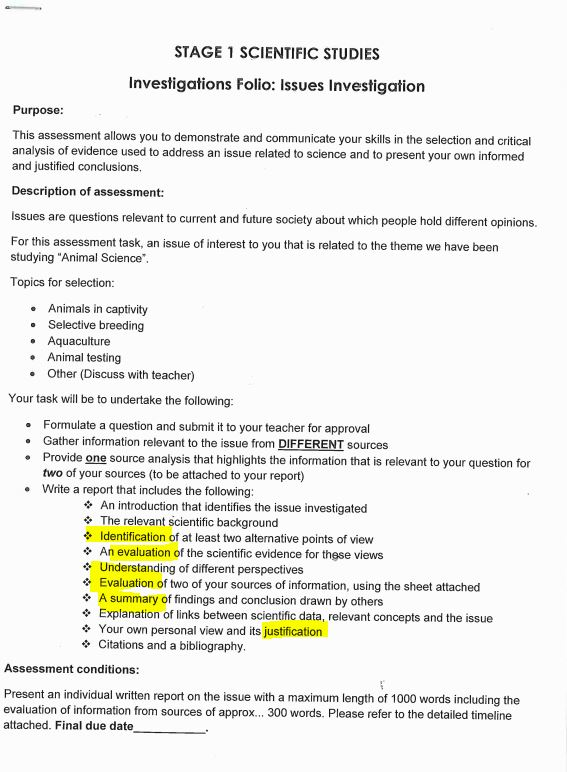 STAGE 1 SCIENTIFIC STUDIES
Investigations Folio: Issues Investigation
Purpose:
This assessment allows you to demonstrate and communicate your skills in the selection and critical
analysis of evidence used to address an issue related to science and to present your own informed
and justified conclusions.
Description of assessment:
Issues are questions relevant to current and future society about which people hold different opinions.
For this assessment task, an issue of interest to you that is related to the theme we have been
studying "Animal Science".
Topics for selection:
• Animals in captivity
• Selective breeding
• Aquaculture
• Animal testing
• Other (Discuss with teacher)
Your task will be to undertake the following:
• Formulate a question and submit it to your teacher for approval
• Gather information relevant to the issue from DIFFERENT sources
• Provide one source analysis that highlights the information that is relevant to your question for
two of your sources (to be attached to your report)
• Write a report that includes the following:
❖ An introduction that identifies the issue investigated
❖ The relevant scientific background
❖ Identification of at least two alternative points of view
❖ An evaluation of the scientific evidence for these views
❖ Understanding of different perspectives
❖ Evaluation of two of your sources of information, using the sheet attached
❖ A summary of findings and conclusion drawn by others
❖ Explanation of links between scientific data, relevant concepts and the issue
❖ Your own personal view and its justification
❖ Citations and a bibliography.
Assessment conditions:
Present an individual written report on the issue with a maximum length of 1000 words including the
evaluation of information from sources of approx... 300 words. Please refer to the detailed timeline
attached. Final due date___________.